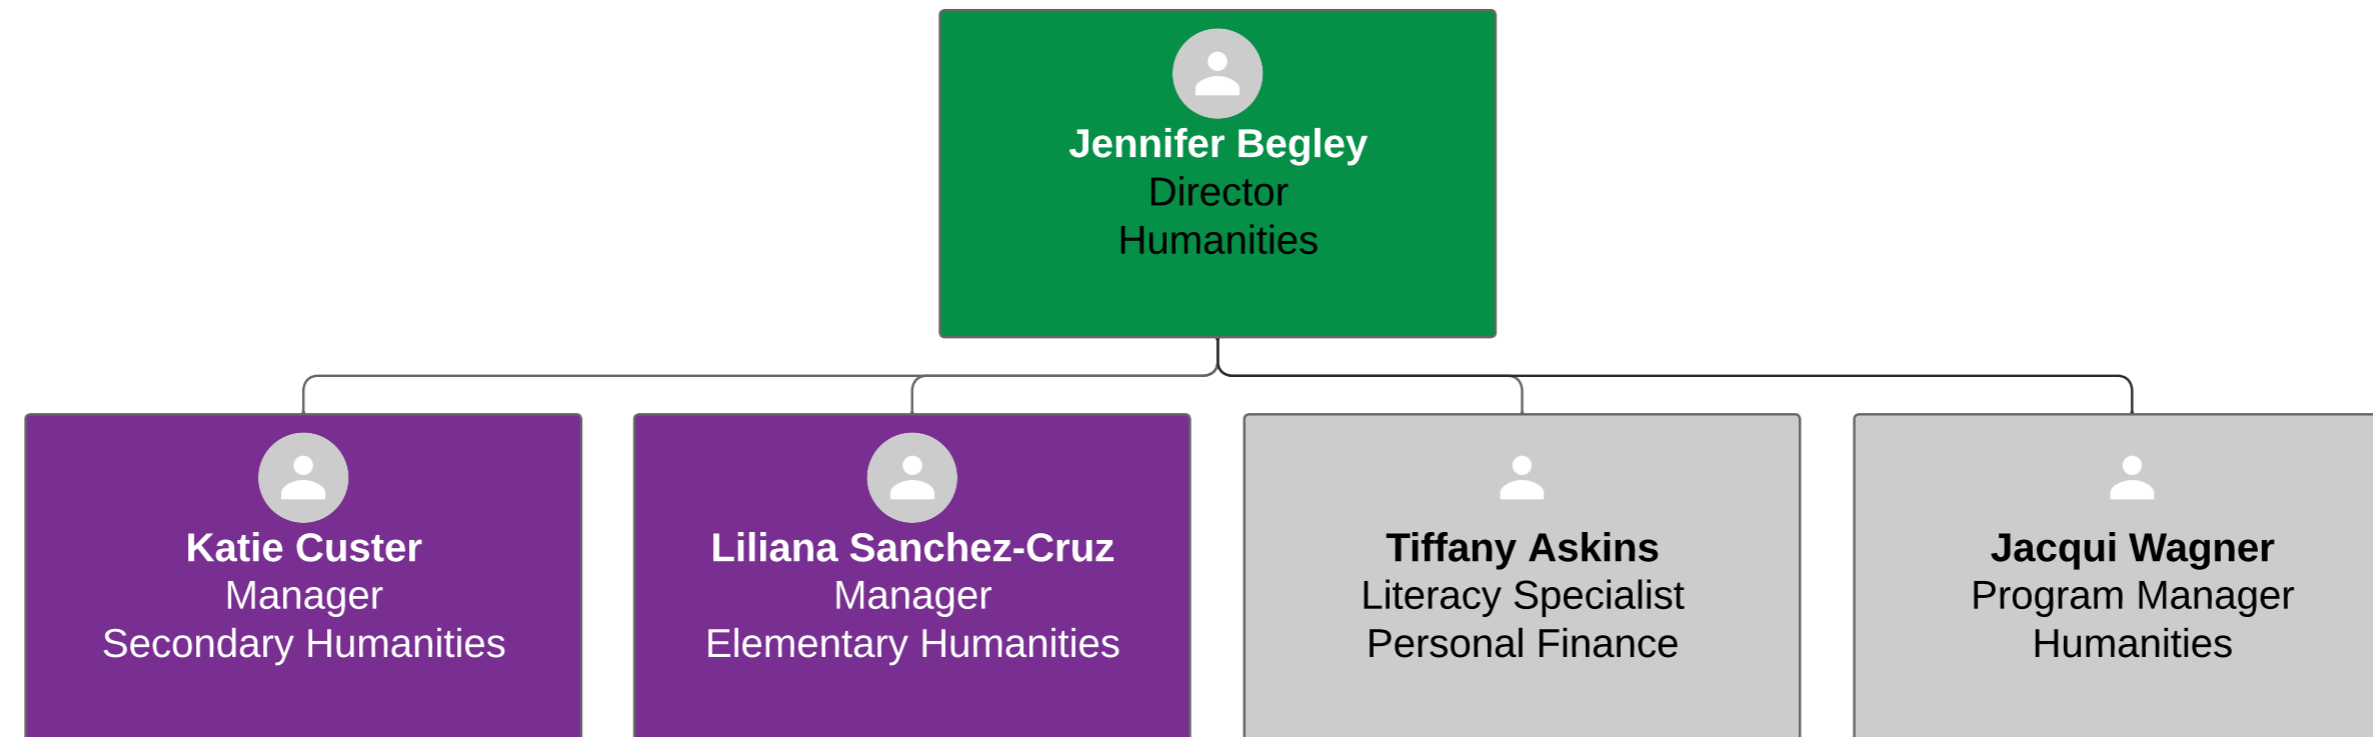 Jennifer Begley
Director
Humanities
Katie Custer
Manager
Secondary Humanities
Liliana Sanchez-Cruz
Manager
Elementary Humanities
Tiffany Askins
Literacy Specialist
Personal Finance
Jacqui Wagner
Program Manager
Humanities